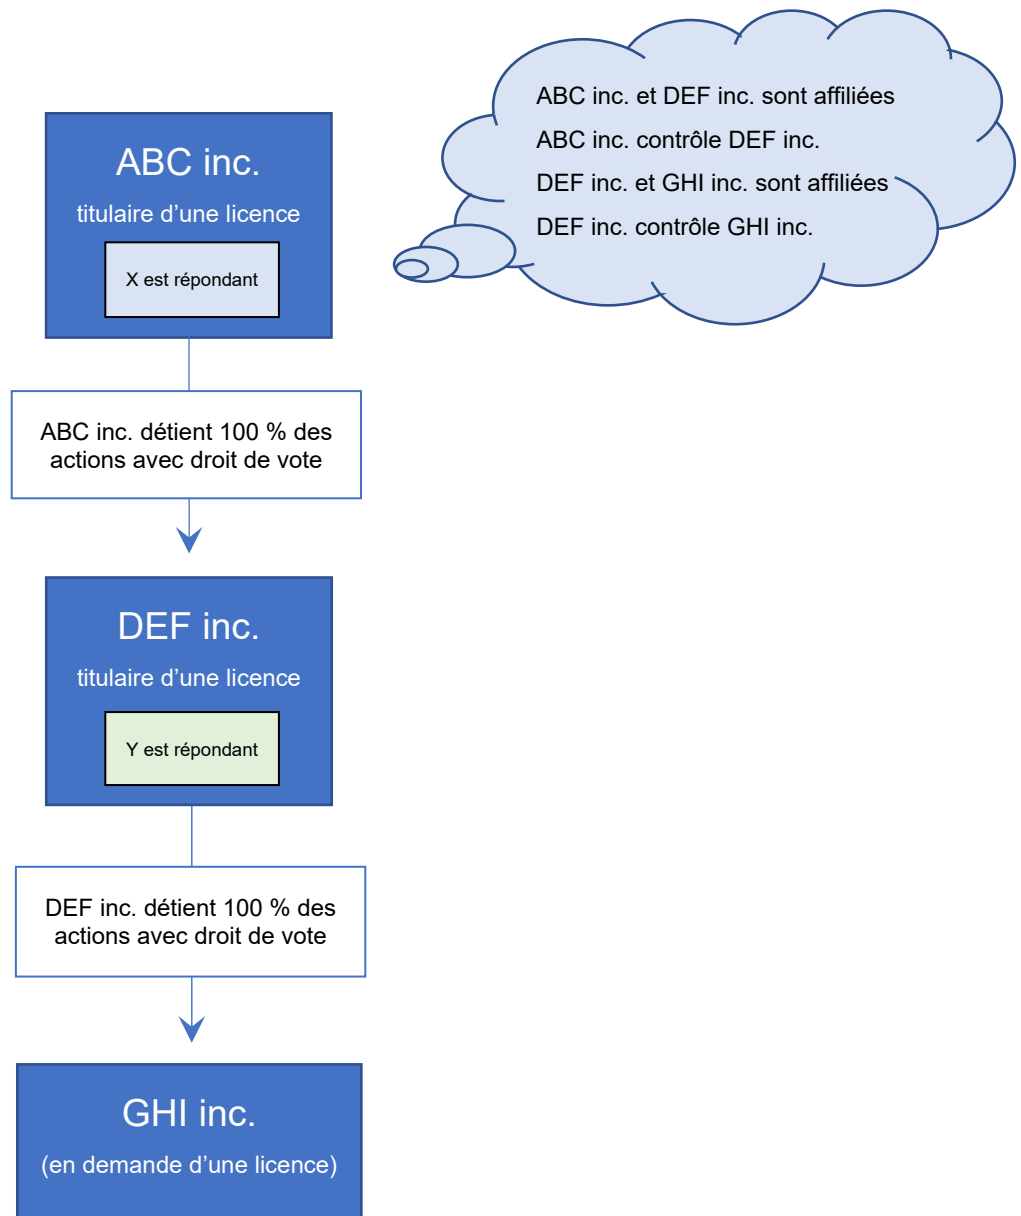 ABC inc. et DEF inc. sont affiliées
ABC inc. contrôle DEF inc.
DEF inc. et GHI inc. sont affiliées
DEF inc. contrôle GHI inc.
ABC inc.
titulaire d’une licence
X est répondant
ABC inc. détient 100 % des
actions avec droit de vote
DEF inc.
titulaire d’une licence
Y est répondant
DEF inc. détient 100 % des
actions avec droit de vote
GHI inc.
(en demande d’une licence)